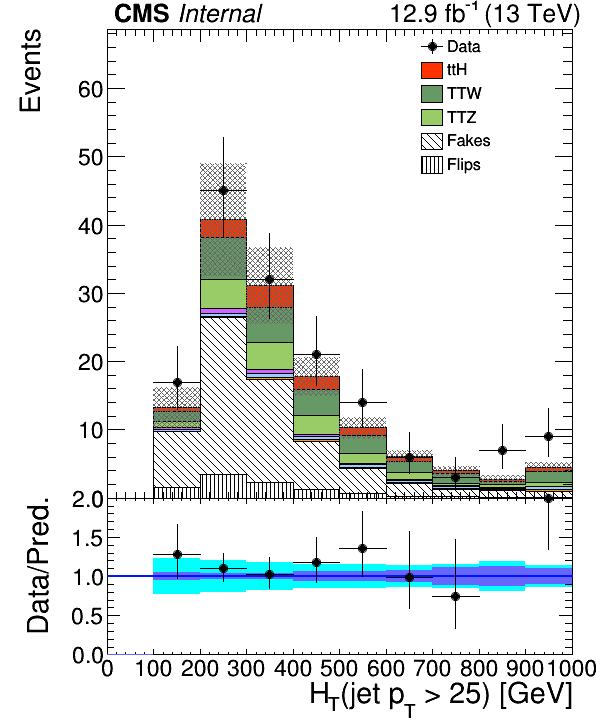 CMS Internal 12.9 fb⁻¹ (13 TeV)
Events
60
50
40
30
20
10
Data
ttH
TTW
TTZ
Fakes
Flips
Data/Pred.
2.0
1.5
1.0
0.5
0.0
0 100 200 300 400 500 600 700 800 900 1000
H_T(jet p_T > 25) [GeV]